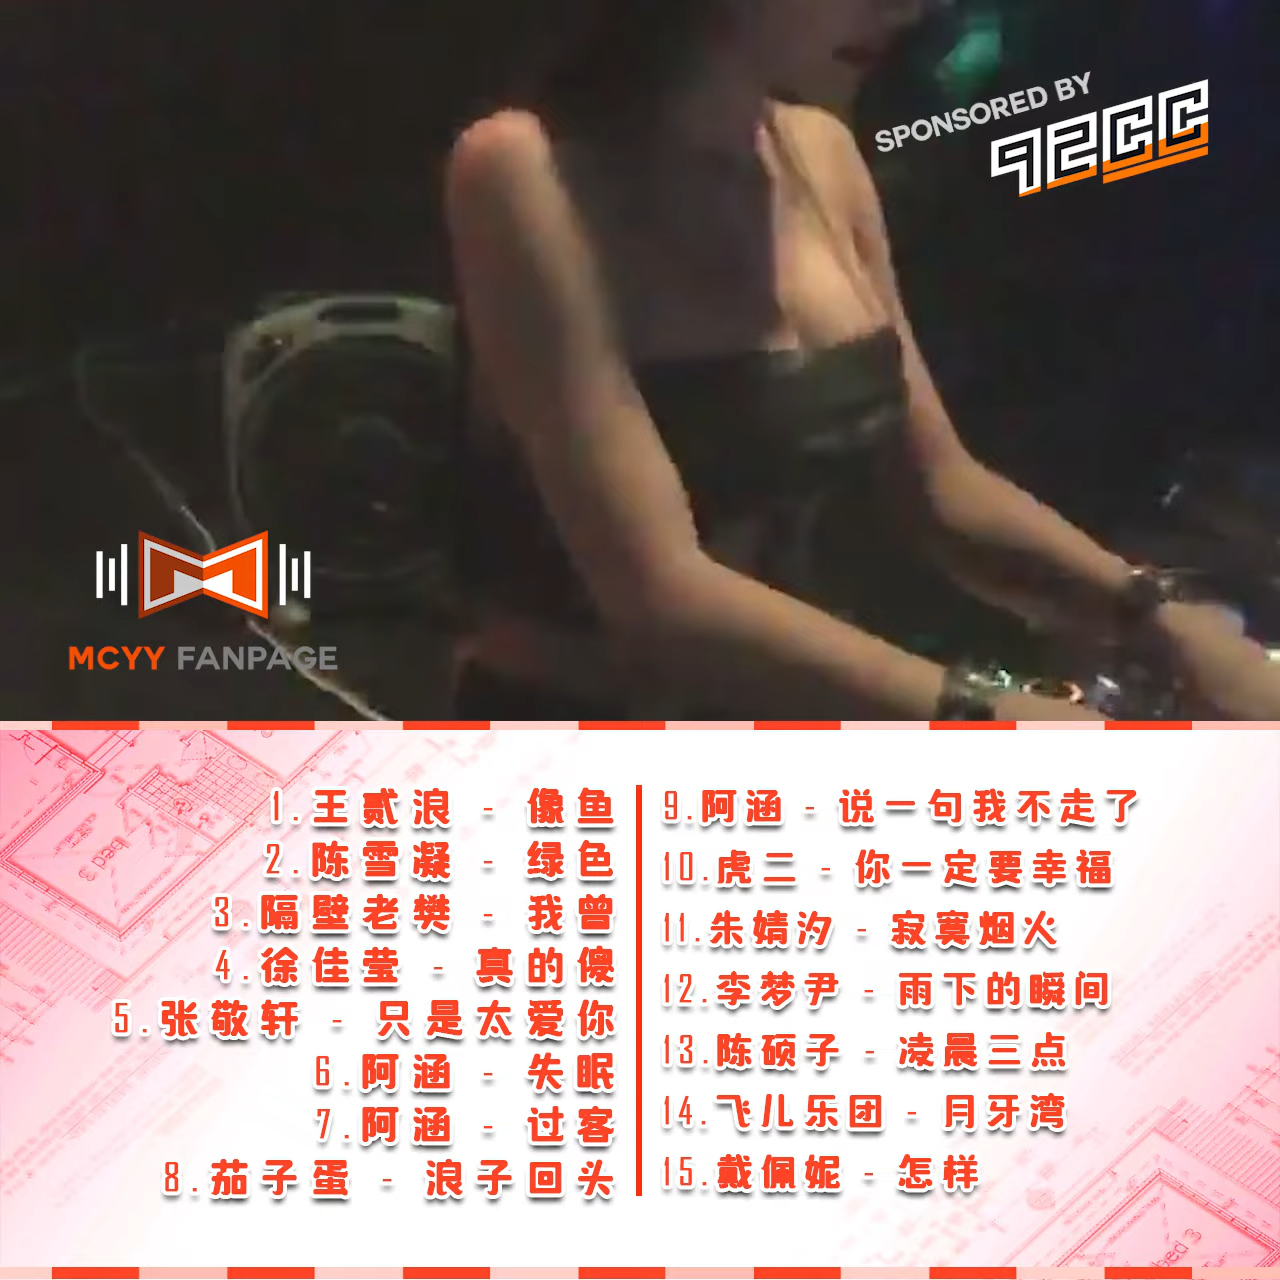 SPONSORED BY
92CC
MCYY FANPAGE
1.王贰浪 - 像鱼
2.陈雪凝 - 绿色
3.隔壁老樊 - 我曾
4.徐佳莹 - 真的傻
5.张敬轩 - 只是太爱你
6.阿涵 - 失眠
7.阿涵 - 过客
8.茄子蛋 - 浪子回头
9.阿涵 - 说一句我不走了
10.虎二 - 你一定要幸福
11.朱婧汐 - 寂寞烟火
12.李梦尹 - 雨下的瞬间
13.陈硕子 - 凌晨三点
14.飞儿乐团 - 月牙湾
15.戴佩妮 - 怎样